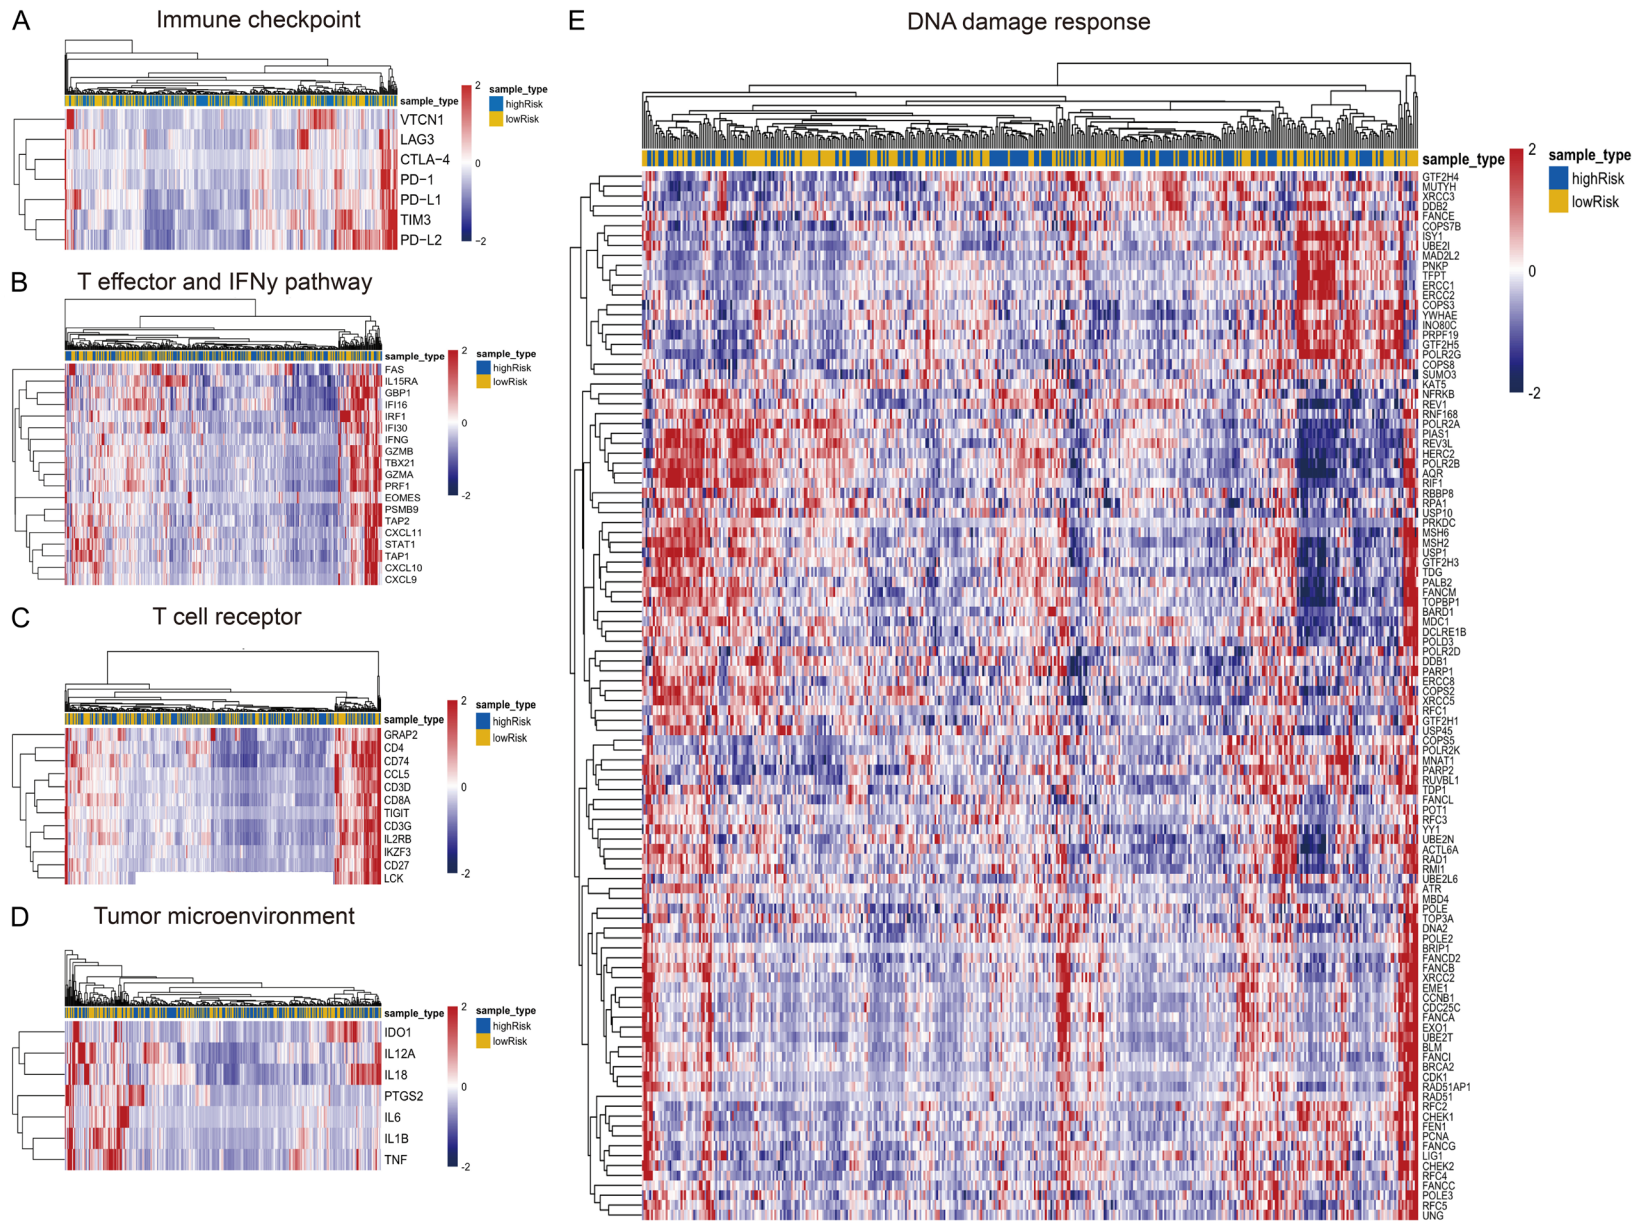 A
Immune checkpoint
sample_type
VTCN1
LAG3
CTLA-4
PD-1
PD-L1
TIM3
PD-L2
2
0
-2
sample_type
highRisk
lowRisk
B
T effector and IFNy pathway
sample_type
FAS
IL15RA
GBP1
IFI16
IRF1
IFI30
IFNG
GZMB
TBX21
GZMA
PRF1
EOMES
PSMB9
TAP2
CXCL11
STAT1
TAP1
CXCL10
CXCL9
2
0
-2
sample_type
highRisk
lowRisk
C
T cell receptor
sample_type
GRAP2
CD4
CD74
CCL5
CD3D
CD8A
TIGIT
CD3G
IL2RB
IKZF3
CD27
LCK
2
0
-2
sample_type
highRisk
lowRisk
D
Tumor microenvironment
sample_type
IDO1
IL12A
IL18
PTGS2
IL6
IL1B
TNF
2
0
-2
sample_type
highRisk
lowRisk
E
DNA damage response
sample_type
GTF2H4
MUTYH
XRCC3
DDB2
FANCE
COPS7B
ISY1
UBE2I
MAD2L2
PNKP
TFPT
ERCC1
ERCC2
COPS3
YWHAE
INO80C
PRPF19
GTF2H5
POLR2G
COPS8
SUMO3
KAT5
NFRKB
REV1
RNF168
POLR2A
PIAS1
REV3L
HERC2
POLR2B
AQR
RIF1
RBBP8
RPA1
USP10
PRKDC
MSH6
MSH2
USP1
GTF2H3
TDG
PALB2
FANCM
TOPBP1
BARD1
MDC1
DCLRE1B
POLD3
POLR2D
DDB1
PARP1
ERCC8
COPS2
XRCC5
RFC1
GTF2H1
USP45
COPS5
POLR2K
MNAT1
PARP2
RUVBL1
TDP1
FANCL
POT1
RFC3
YY1
UBE2N
ACTL6A
RAD1
RMI1
UBE2L6
ATR
MBD4
POLE
TOP3A
DNA2
POLE2
BRIP1
FANCD2
FANCB
XRCC2
EME1
CCNB1
CDC25C
FANCA
EXO1
UBE2T
BLM
FANCI
BRCA2
CDK1
RAD51AP1
RAD51
RFC2
CHEK1
FEN1
PCNA
FANCG
LIG1
CHEK2
RFC4
FANCC
POLE3
RFC5
UNG
2
0
-2
sample_type
highRisk
lowRisk